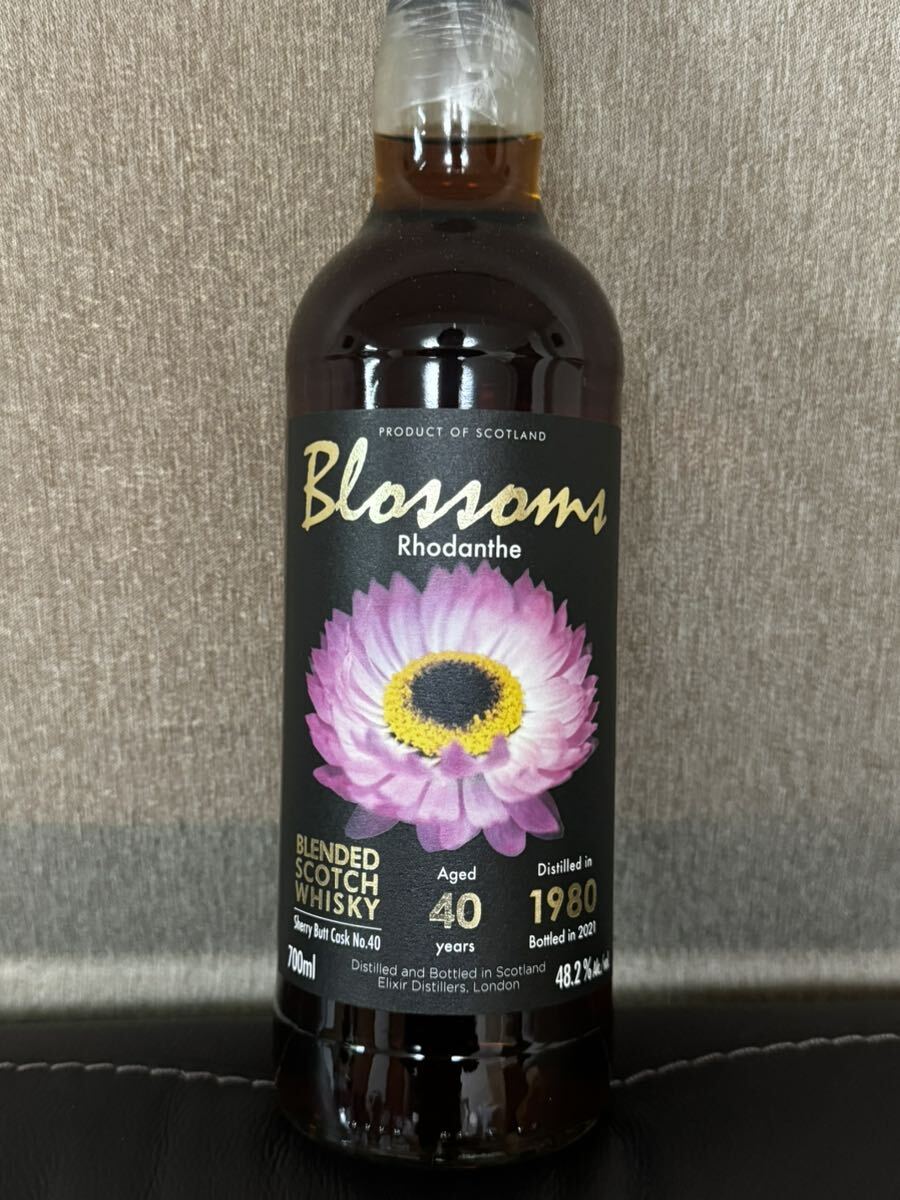 PRODUCT OF SCOTLAND
Blossoms
Rhodanthe
BLENDED
SCOTCH
WHISKY
Sherry Butt Cask No.40
700ml
Aged
40
years
Distilled in
1980
Bottled in 2021
Distilled and Bottled in Scotland
Elixir Distillers, London
48.2% Alc./vol